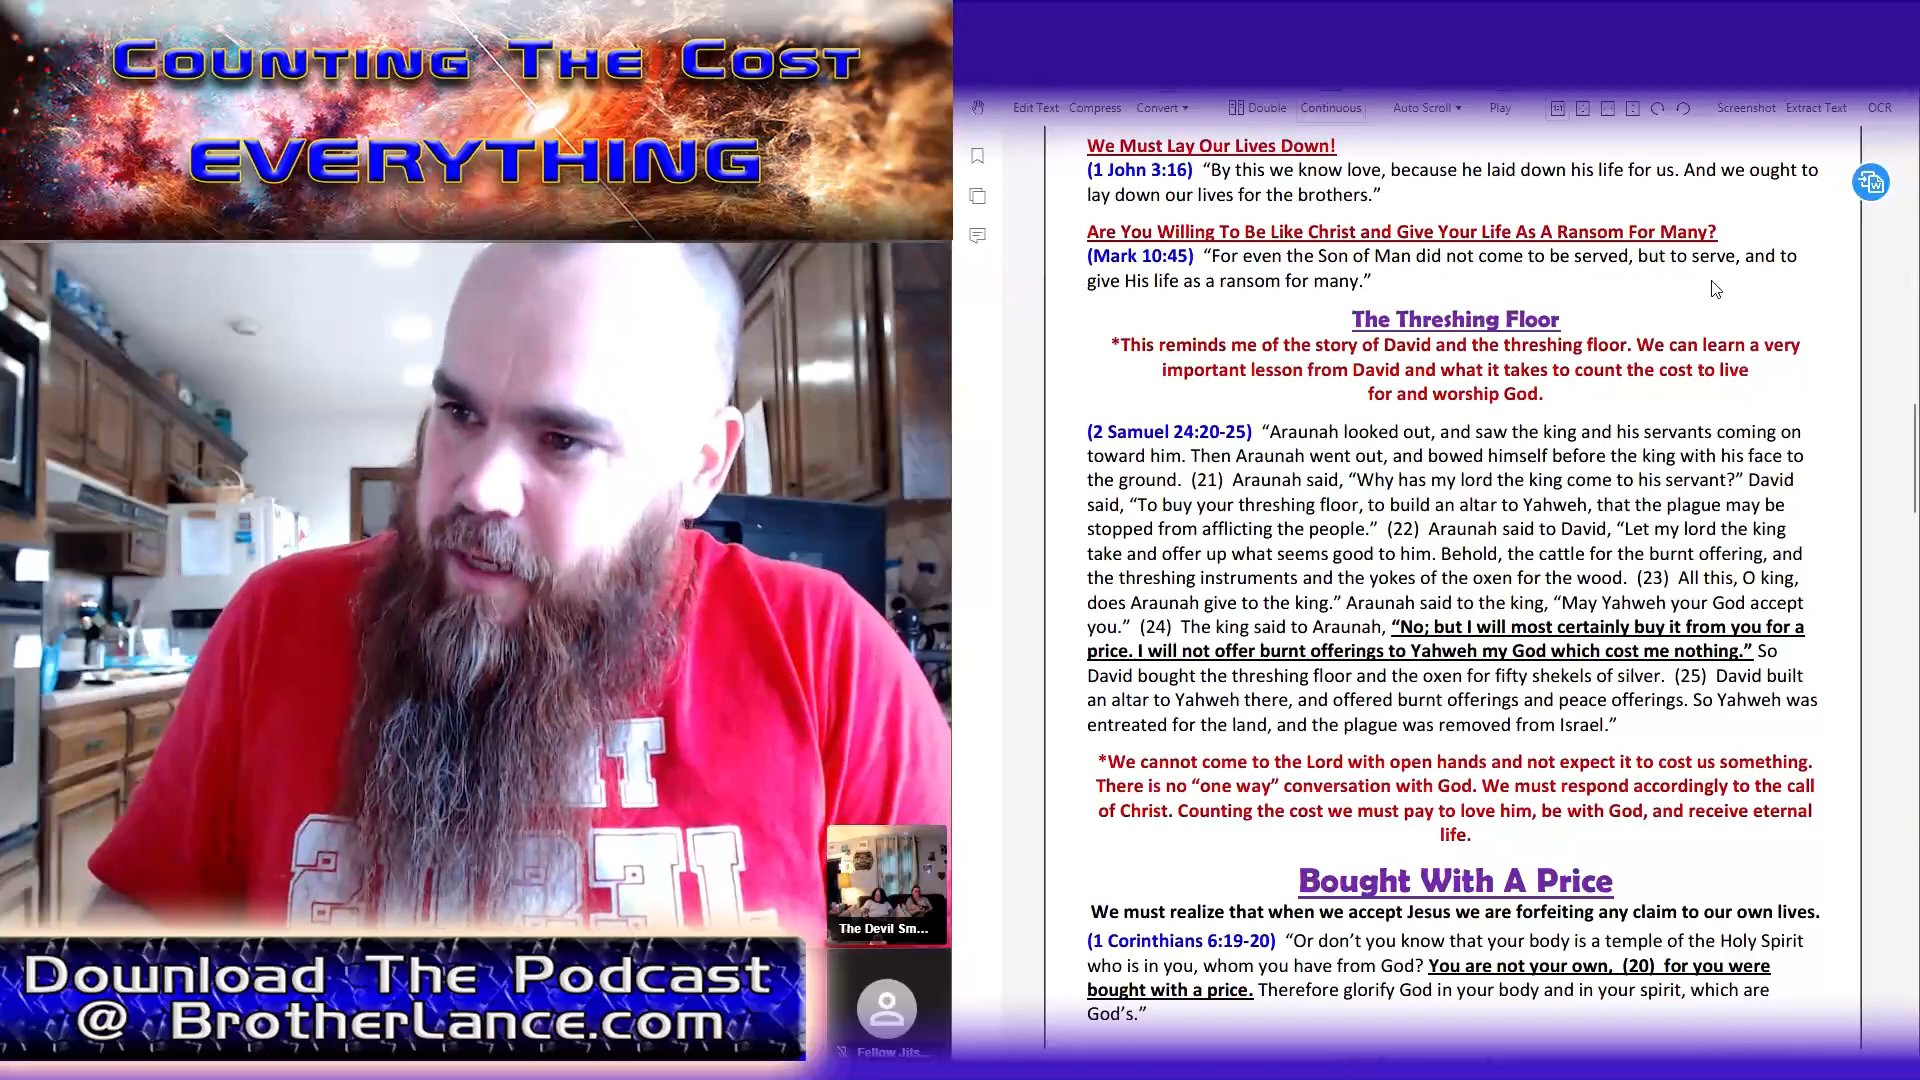 Counting The Cost
EVERYTHING
Edit Text Compress Convert Double Continuous Auto Scroll Play Screenshot Extract Text OCR
We Must Lay Our Lives Down!
(1 John 3:16) “By this we know love, because he laid down his life for us. And we ought to
lay down our lives for the brothers.”
Are You Willing To Be Like Christ and Give Your Life As A Ransom For Many?
(Mark 10:45) “For even the Son of Man did not come to be served, but to serve, and to
give His life as a ransom for many.”
The Threshing Floor
*This reminds me of the story of David and the threshing floor. We can learn a very
important lesson from David and what it takes to count the cost to live
for and worship God.
(2 Samuel 24:20-25) “Araunah looked out, and saw the king and his servants coming on
toward him. Then Araunah went out, and bowed himself before the king with his face to
the ground. (21) Araunah said, “Why has my lord the king come to his servant?” David
said, “To buy your threshing floor, to build an altar to Yahweh, that the plague may be
stopped from afflicting the people.” (22) Araunah said to David, “Let my lord the king
take and offer up what seems good to him. Behold, the cattle for the burnt offering, and
the threshing instruments and the yokes of the oxen for the wood. (23) All this, O king,
does Araunah give to the king.” Araunah said to the king, “May Yahweh your God accept
you.” (24) The king said to Araunah, “No; but I will most certainly buy it from you for a
price. I will not offer burnt offerings to Yahweh my God which cost me nothing.” So
David bought the threshing floor and the oxen for fifty shekels of silver. (25) David built
an altar to Yahweh there, and offered burnt offerings and peace offerings. So Yahweh was
entreated for the land, and the plague was removed from Israel.”
*We cannot come to the Lord with open hands and not expect it to cost us something.
There is no “one way” conversation with God. We must respond accordingly to the call
of Christ. Counting the cost we must pay to love him, be with God, and receive eternal
life.
Bought With A Price
We must realize that when we accept Jesus we are forfeiting any claim to our own lives.
(1 Corinthians 6:19-20) “Or don’t you know that your body is a temple of the Holy Spirit
who is in you, whom you have from God? You are not your own, (20) for you were
bought with a price. Therefore glorify God in your body and in your spirit, which are
God’s.”
The Devil Sm...
Fellow Jits...
Download The Podcast
@ BrotherLance.com